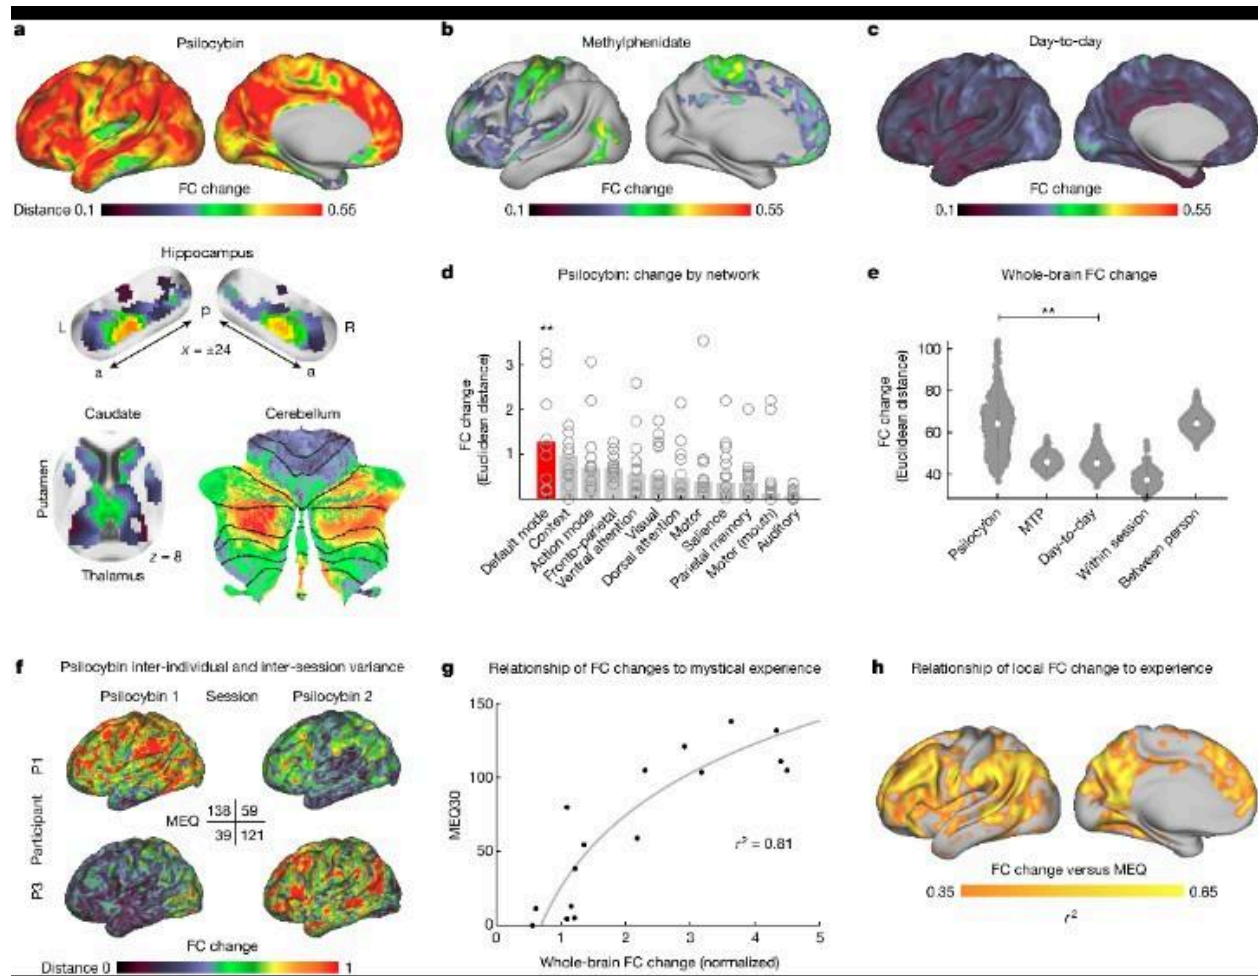 a
Psilocybin
FC change
Distance 0.1 0.55
Hippocampus
L p R
x = ±24
a a
Caudate Cerebellum
Putamen
z = 8
Thalamus
b
Methylphenidate
FC change
0.1 0.55
c
Day-to-day
FC change
0.1 0.55
d
Psilocybin: change by network
**
FC change
(Euclidean distance)
3
2
1
Default mode
Context
Action mode
Fronto-parietal
Ventral attention
Visual
Dorsal attention
Motor
Salience
Parietal memory
Motor (mouth)
Auditory
e
Whole-brain FC change
**
FC change
(Euclidean distance)
100
80
60
40
Psilocybin
MTP
Day-to-day
Within session
Between person
f
Psilocybin inter-individual and inter-session variance
Psilocybin 1 Session Psilocybin 2
Participant
P1
P3
MEQ 138 59
39 121
FC change
Distance 0 1
g
Relationship of FC changes to mystical experience
MEQ30
150
100
50
0
r² = 0.81
0 1 2 3 4 5
Whole-brain FC change (normalized)
h
Relationship of local FC change to experience
FC change versus MEQ
0.35 0.65
r²